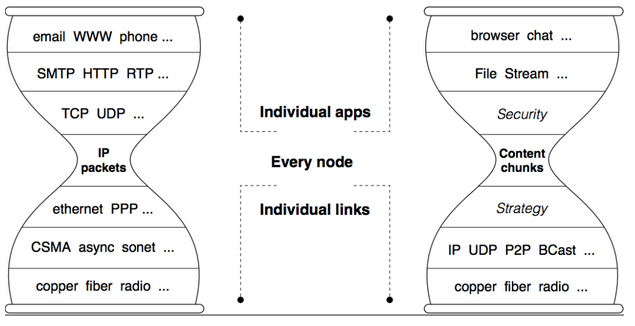 email WWW phone ...
SMTP HTTP RTP ...
TCP UDP ...
IP
packets
ethernet PPP ...
CSMA async sonet ...
copper fiber radio ...
Individual apps
Every node
Individual links
browser chat ...
File Stream ...
Security
Content
chunks
Strategy
IP UDP P2P BCast ...
copper fiber radio ...